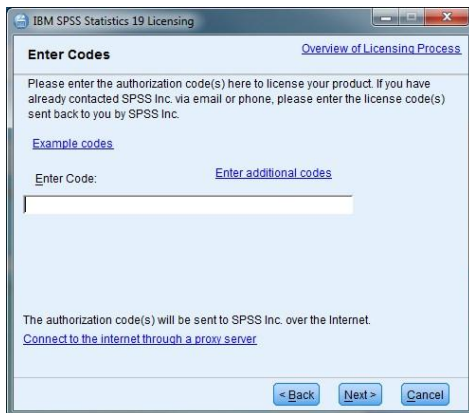 IBM SPSS Statistics 19 Licensing
Enter Codes
Overview of Licensing Process
Please enter the authorization code(s) here to license your product. If you have
already contacted SPSS Inc. via email or phone, please enter the license code(s)
sent back to you by SPSS Inc.
Example codes
Enter Code:
Enter additional codes
The authorization code(s) will be sent to SPSS Inc. over the Internet.
Connect to the internet through a proxy server
< Back
Next >
Cancel